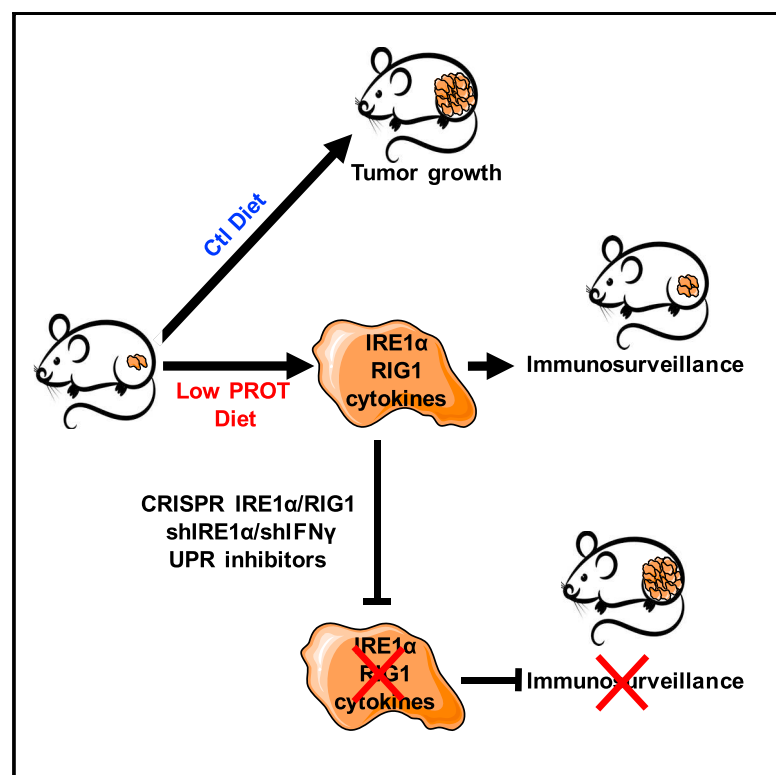 Tumor growth
Ctl Diet
IRE1α
RIG1
cytokines
Immunosurveillance
Low PROT
Diet
CRISPR IRE1α/RIG1
shIRE1α/shIFNγ
UPR inhibitors
IRE1α
RIG1
cytokines
Immunosurveillance